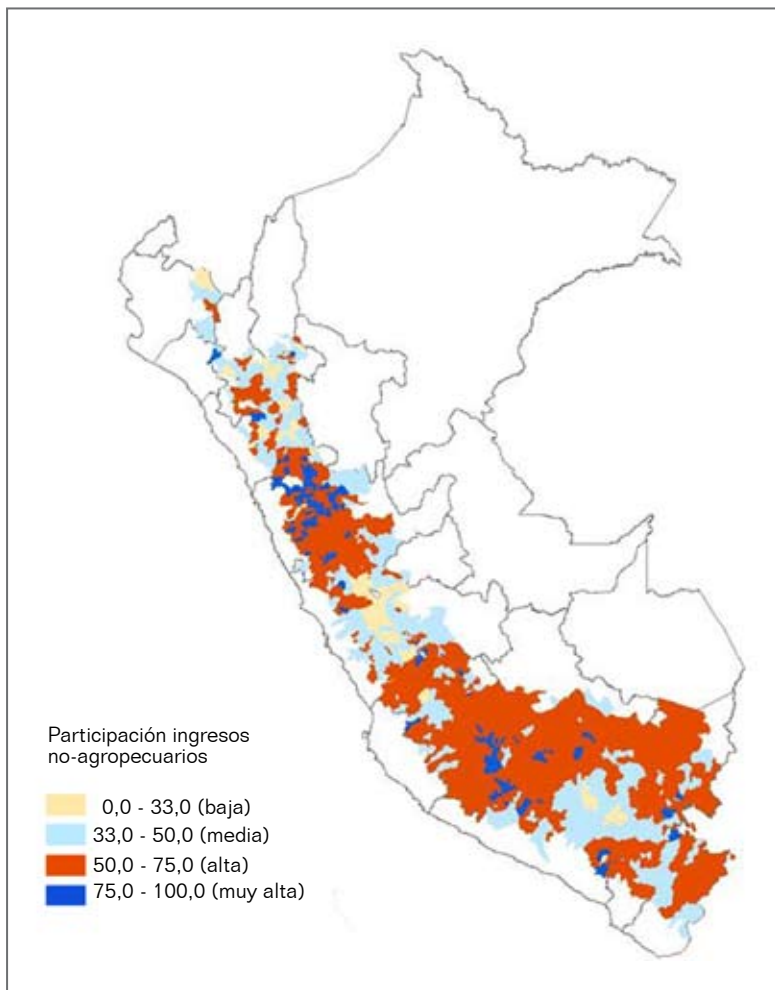 Participación ingresos
no-agropecuarios
0,0 - 33,0 (baja)
33,0 - 50,0 (media)
50,0 - 75,0 (alta)
75,0 - 100,0 (muy alta)